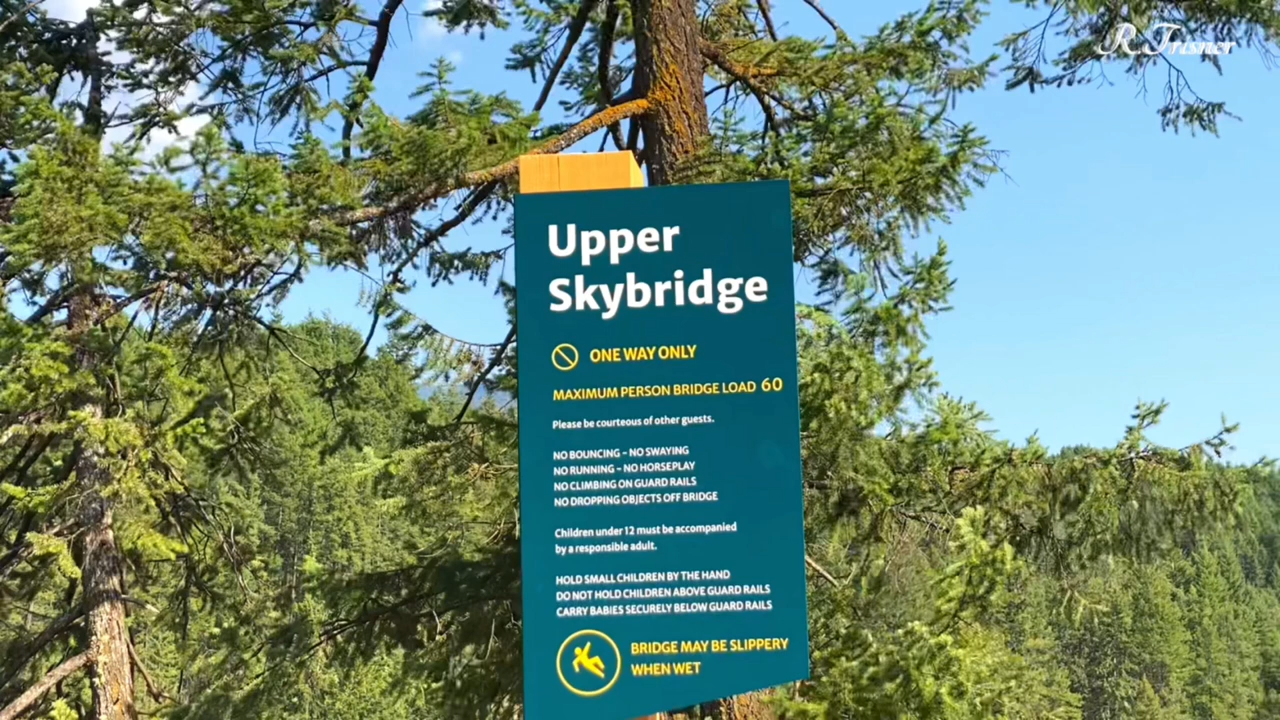 R.Trisner
Upper
Skybridge
ONE WAY ONLY
MAXIMUM PERSON BRIDGE LOAD 60
Please be courteous of other guests.
NO BOUNCING - NO SWAYING
NO RUNNING - NO HORSEPLAY
NO CLIMBING ON GUARD RAILS
NO DROPPING OBJECTS OFF BRIDGE
Children under 12 must be accompanied
by a responsible adult.
HOLD SMALL CHILDREN BY THE HAND
DO NOT HOLD CHILDREN ABOVE GUARD RAILS
CARRY BABIES SECURELY BELOW GUARD RAILS
BRIDGE MAY BE SLIPPERY
WHEN WET